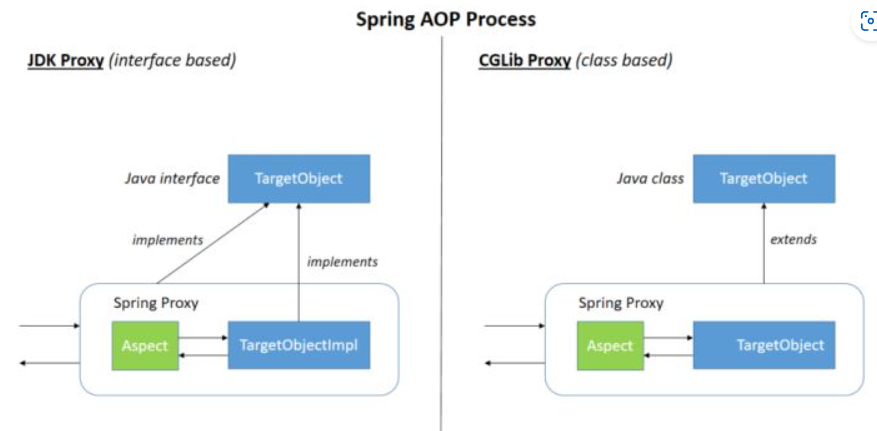 Spring AOP Process
JDK Proxy (interface based)
Java interface
TargetObject
implements
implements
Spring Proxy
Aspect
TargetObjectImpl
CGLib Proxy (class based)
Java class
TargetObject
extends
Spring Proxy
Aspect
TargetObject